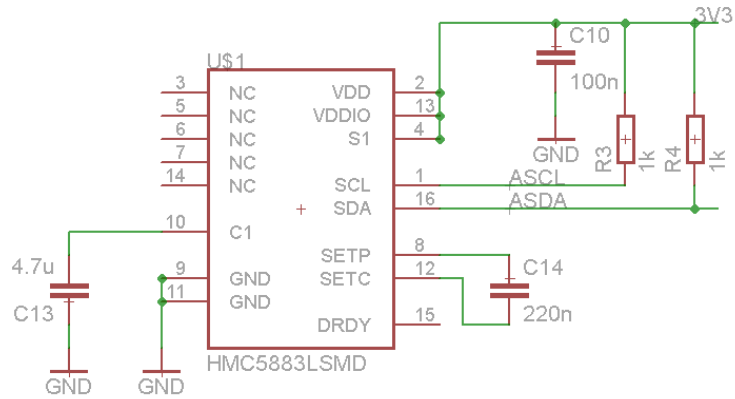 3V3
C10
100n
GND
R3
1k
R4
1k
U$1
3 NC VDD 2
5 NC VDDIO 13
6 NC S1 4
7 NC
14 NC SCL 1 ASCL
SDA 16 ASDA
10 C1
SETP 8
9 GND SETC 12
11 GND
DRDY 15
HMC5883LSMD
4.7u
C13
C14
220n
GND
GND